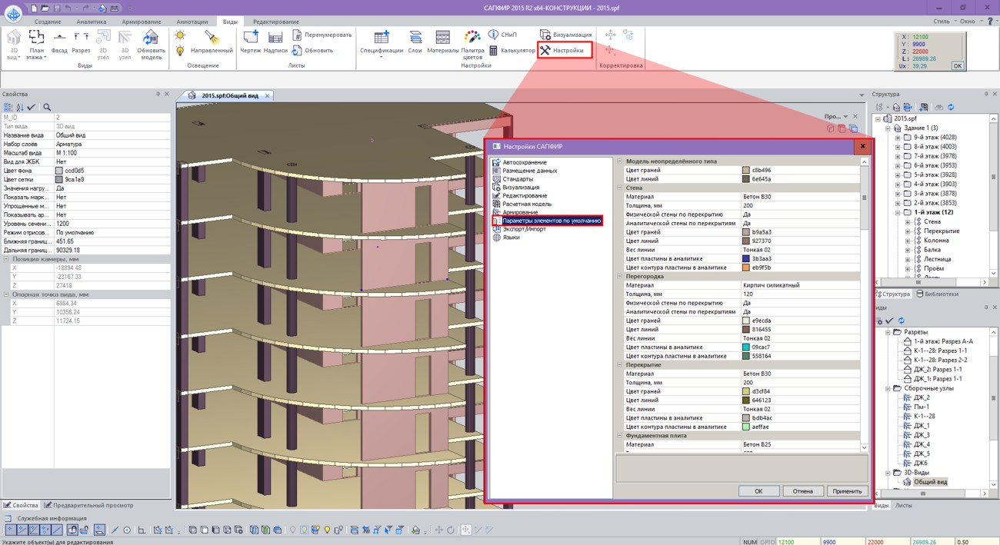 САПФИР 2015 R2 x64-КОНСТРУКЦИИ - 2015.spf
Создание Аналитика Армирование Виды Редактирование
Стиль Окно
3D вид План этажа Фасад Разрез 2D узел 3D узел Обновить модель
Виды
Направленный
Освещение
Чертеж Надписи Перенумеровать Обновить
Листы
Спецификации Слои Материалы Палитра цветов СНиП Калькулятор Визуализация Настройки
Настройки
Корректировка
X : 12100
Y : 9900
Z : 22000
L : 26989.26
Ux : 39.29 OK
Свойства
M_ID 2
Тип вида 3D вид
Название вида Общий вид
Набор слоёв Арматура
Масштаб вида М 1:100
Вид для ЖБК Нет
Цвет фона ccd0d5
Цвет сетки 9ca1a9
Значения нагру... Да
Показать марк... Нет
Упрощенные м... Нет
Показывать ар... Нет
Уровень сечени... 1200
Режим отрисов... По умолчанию
Ближняя границ... 451.65
Дальняя границ... 90329.18
Позиция камеры, мм
X -18894.48
Y -23167.33
Z 27418
Опорная точка вида, мм
X 6984.34
Y 10356.24
Z 11724.15
Свойства Предварительный просмотр
2015.spf:Общий вид
Про...
Настройки САПФИР
Автосохранение
Размещение данных
Стандарты
Визуализация
Редактирование
Расчетная модель
Армирование
Параметры элементов по умолчанию
Экспорт/Импорт
Языки
Модель неопределённого типа
Цвет граней c8b496
Цвет линий 6e645a
Стена
Материал Бетон B30
Толщина, мм 200
Физической стены по перекрытию Да
Аналитической стены по перекрытиям Да
Цвет граней b9a5a3
Цвет линий 927370
Вес линии Тонкая 02
Цвет пластины в аналитике 3b3aa3
Цвет контура пластины в аналитике eb9f5b
Перегородка
Материал Кирпич силикатный
Толщина, мм 120
Физической стены по перекрытию Да
Аналитической стены по перекрытиям Да
Цвет граней e9ecda
Цвет линий 816455
Вес линии Тонкая 02
Цвет пластины в аналитике 09cac7
Цвет контура пластины в аналитике 558164
Перекрытие
Материал Бетон B30
Толщина, мм 200
Цвет граней d3cf84
Цвет линий 646123
Вес линии Тонкая 02
Цвет пластины в аналитике bdb4ac
Цвет контура пластины в аналитике aeffae
Фундаментная плита
Материал Бетон B25
OK Отмена Применить
Структура
2015.spf
Здание 1 (3)
9-й этаж (4028)
8-й этаж (4003)
7-й этаж (3978)
6-й этаж (3953)
5-й этаж (3928)
4-й этаж (3903)
3-й этаж (3878)
2-й этаж (3853)
1-й этаж (12)
Стена
Перекрытие
Колонна
Балка
Лестница
Проём
Структура Библиотеки
иды
Разрезы
1-й этаж: Разрез А-А
К-1--28: Разрез 1-1
К-1--28: Разрез 2-2
ДЖ_2: Разрез 1-1
ДЖ_1: Разрез 1-1
Сборочные узлы
ДЖ_2
Пм-1
К-1--28
ДЖ_1
ДЖ_3
ДЖ_4
ДЖ_5
ДЖ6
3D-Виды
Общий вид
Виды Листы
Служебная информация
Укажите объект(ы) для редактирования
NUM ОРТО 12100 9900 22000 26989.26 0.50